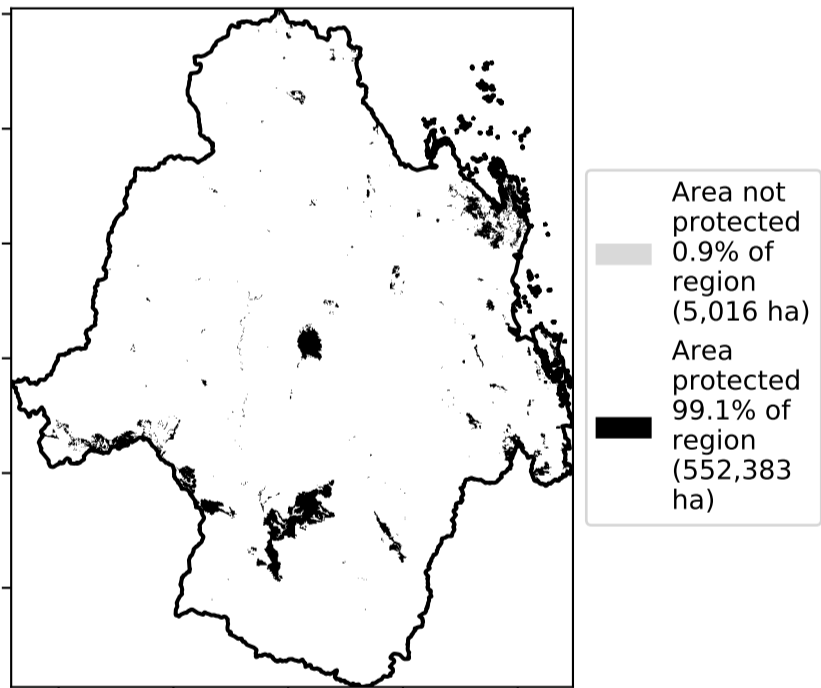 Area not
protected
0.9% of
region
(5,016 ha)
Area
protected
99.1% of
region
(552,383
ha)